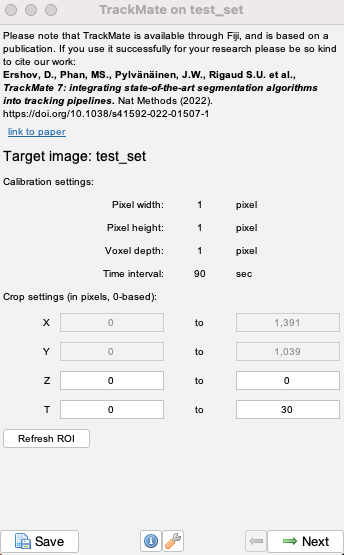 TrackMate on test_set
Please note that TrackMate is available through Fiji, and is based on a
publication. If you use it successfully for your research please be so kind
to cite our work:
Ershov, D., Phan, MS., Pylvänäinen, J.W., Rigaud S.U. et al.,
TrackMate 7: integrating state-of-the-art segmentation algorithms
into tracking pipelines. Nat Methods (2022).
https://doi.org/10.1038/s41592-022-01507-1
link to paper
Target image: test_set
Calibration settings:
Pixel width: 1 pixel
Pixel height: 1 pixel
Voxel depth: 1 pixel
Time interval: 90 sec
Crop settings (in pixels, 0-based):
X 0 to 1,391
Y 0 to 1,039
Z 0 to 0
T 0 to 30
Refresh ROI
Save Next